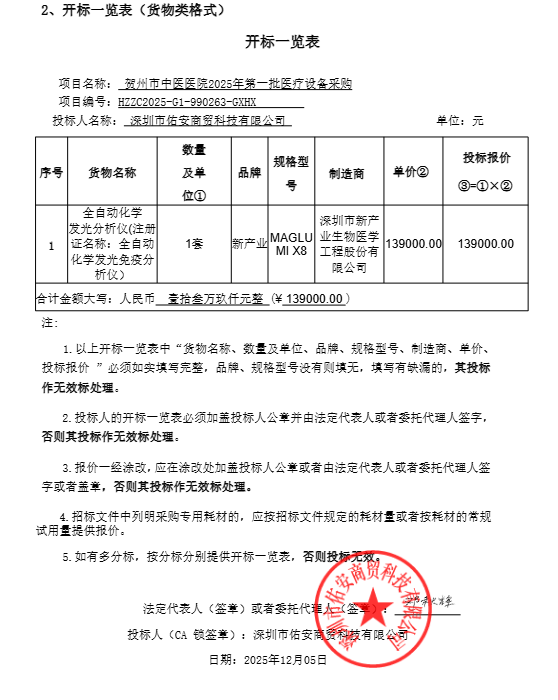 2、开标一览表（货物类格式）
开标一览表
项目名称： 贺州市中医医院2025年第一批医疗设备采购
项目编号：HZZC2025-G1-990263-GXHX
投标人名称： 深圳市佑安商贸科技有限公司 单位：元
序号 货物名称 数量及单位① 品牌 规格型号 制造商 单价② 投标报价③=①×②
1 全自动化学发光分析仪(注册证名称：全自动化学发光免疫分析仪） 1套 新产业 MAGLUMI X8 深圳市新产业生物医学工程股份有限公司 139000.00 139000.00
合计金额大写：人民币 壹拾叁万玖仟元整 (¥ 139000.00 )
注：
1.以上开标一览表中“货物名称、数量及单位、品牌、规格型号、制造商、单价、
投标报价 ”必须如实填写完整，品牌、规格型号没有则填无，填写有缺漏的，其投标
作无效标处理。
2.投标人的开标一览表必须加盖投标人公章并由法定代表人或者委托代理人签字，
否则其投标作无效标处理。
3.报价一经涂改，应在涂改处加盖投标人公章或者由法定代表人或者委托代理人签
字或者盖章，否则其投标作无效标处理。
4.招标文件中列明采购专用耗材的，应按招标文件规定的耗材量或者按耗材的常规
试用量提供报价。
5.如有多分标，按分标分别提供开标一览表，否则投标无效。
法定代表人（签章）或者委托代理人（签章）：
投标人（CA 锁签章）：深圳市佑安商贸科技有限公司
日期：2025年12月05日
深圳市佑安商贸科技有限公司